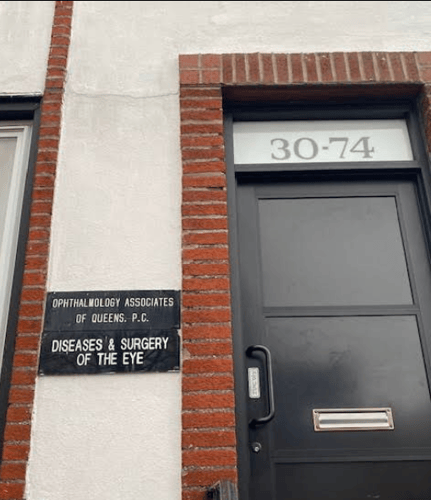 30-74
OPHTHALMOLOGY ASSOCIATES
OF QUEENS, P.C.
DISEASES & SURGERY
OF THE EYE